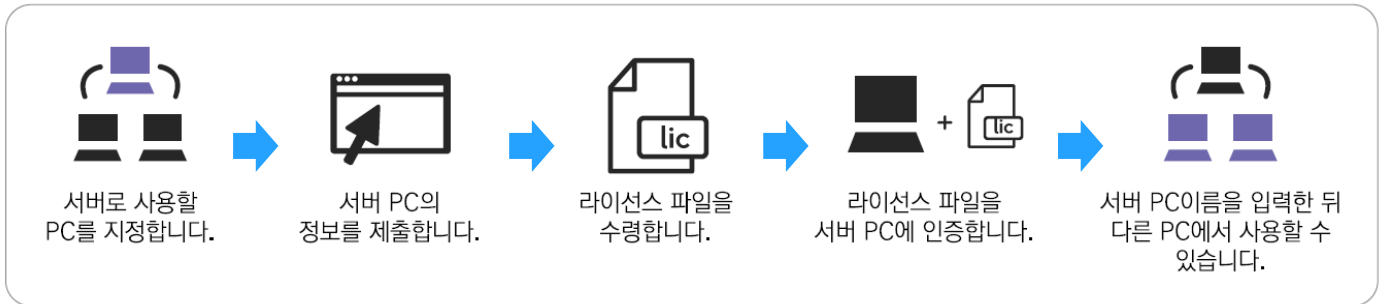 lic
+
lic
서버로 사용할
PC를 지정합니다.
서버 PC의
정보를 제출합니다.
라이선스 파일을
수령합니다.
라이선스 파일을
서버 PC에 인증합니다.
서버 PC이름을 입력한 뒤
다른 PC에서 사용할 수
있습니다.